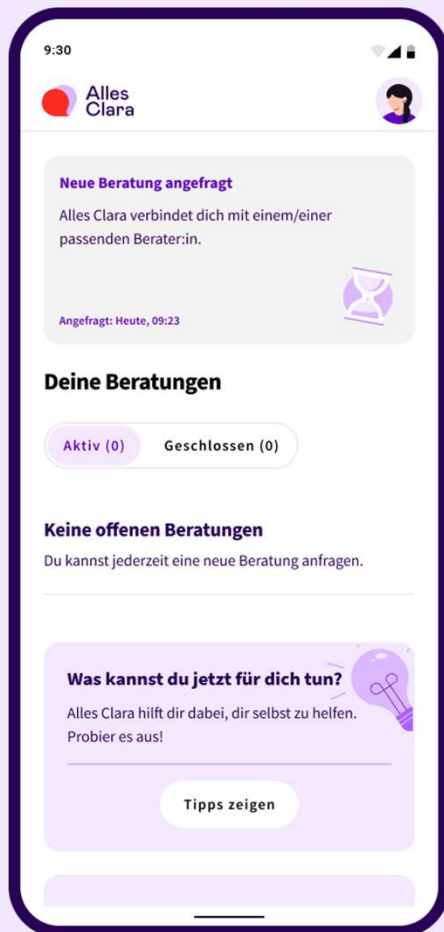 9:30
Alles
Clara
Neue Beratung angefragt
Alles Clara verbindet dich mit einem/einer
passenden Berater:in.
Angefragt: Heute, 09:23
Deine Beratungen
Aktiv (0) Geschlossen (0)
Keine offenen Beratungen
Du kannst jederzeit eine neue Beratung anfragen.
Was kannst du jetzt für dich tun?
Alles Clara hilft dir dabei, dir selbst zu helfen.
Probier es aus!
Tipps zeigen